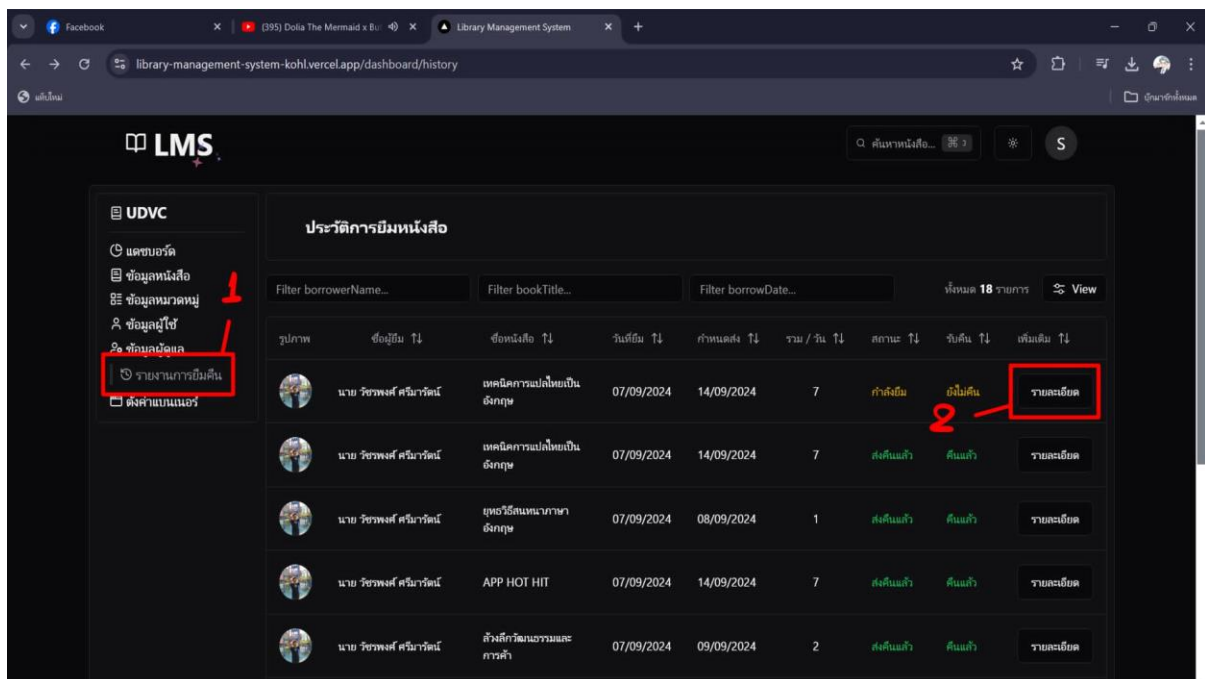 Facebook
(395) Dolia The Mermaid x Bu
Library Management System
library-management-system-kohl.vercel.app/dashboard/history
แท็บใหม่
บุ๊กมาร์กทั้งหมด
LMS
ค้นหาหนังสือ...
S
UDVC
แดชบอร์ด
ข้อมูลหนังสือ
ข้อมูลหมวดหมู่
ข้อมูลผู้ใช้
ข้อมูลผู้ดูแล
รายงานการยืมคืน
ตั้งค่าแบนเนอร์
1
ประวัติการยืมหนังสือ
Filter borrowerName... Filter bookTitle... Filter borrowDate... ทั้งหมด 18 รายการ View
รูปภาพ ชื่อผู้ยืม ชื่อหนังสือ วันที่ยืม กำหนดส่ง รวม / วัน สถานะ รับคืน เพิ่มเติม
นาย วัชรพงศ์ ศรีมารัตน์ เทคนิคการแปลไทยเป็น
อังกฤษ 07/09/2024 14/09/2024 7 กำลังยืม ยังไม่คืน รายละเอียด
2
นาย วัชรพงศ์ ศรีมารัตน์ เทคนิคการแปลไทยเป็น
อังกฤษ 07/09/2024 14/09/2024 7 ส่งคืนแล้ว คืนแล้ว รายละเอียด
นาย วัชรพงศ์ ศรีมารัตน์ ยุทธวิธีสนทนาภาษา
อังกฤษ 07/09/2024 08/09/2024 1 ส่งคืนแล้ว คืนแล้ว รายละเอียด
นาย วัชรพงศ์ ศรีมารัตน์ APP HOT HIT 07/09/2024 14/09/2024 7 ส่งคืนแล้ว คืนแล้ว รายละเอียด
นาย วัชรพงศ์ ศรีมารัตน์ ล้วงลึกวัฒนธรรมและ
การค้า 07/09/2024 09/09/2024 2 ส่งคืนแล้ว คืนแล้ว รายละเอียด